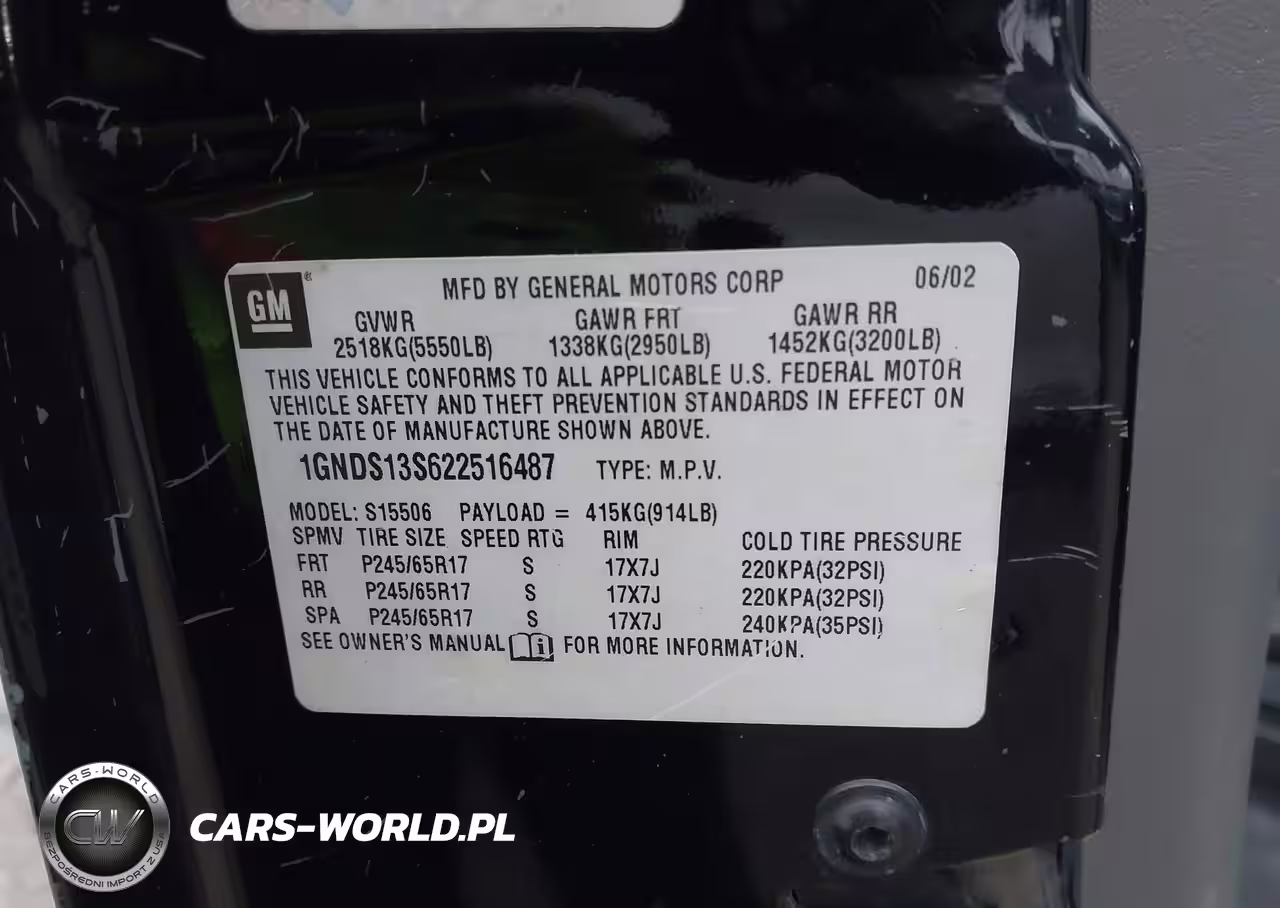 GM ®
MFD BY GENERAL MOTORS CORP 06/02
GVWR GAWR FRT GAWR RR
2518KG(5550LB) 1338KG(2950LB) 1452KG(3200LB)
THIS VEHICLE CONFORMS TO ALL APPLICABLE U.S. FEDERAL MOTOR
VEHICLE SAFETY AND THEFT PREVENTION STANDARDS IN EFFECT ON
THE DATE OF MANUFACTURE SHOWN ABOVE.
1GNDS13S622516487 TYPE: M.P.V.
MODEL: S15506 PAYLOAD = 415KG(914LB)
SPMV TIRE SIZE SPEED RTG RIM COLD TIRE PRESSURE
FRT P245/65R17 S 17X7J 220KPA(32PSI)
RR P245/65R17 S 17X7J 220KPA(32PSI)
SPA P245/65R17 S 17X7J 240KPA(35PSI)
SEE OWNER'S MANUAL i FOR MORE INFORMATION.
CARS-WORLD
CW
BEZPOŚREDNI IMPORT Z USA
CARS-WORLD.PL